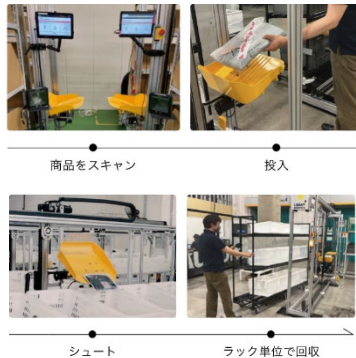 商品をスキャン
投入
シュート
ラック単位で回収